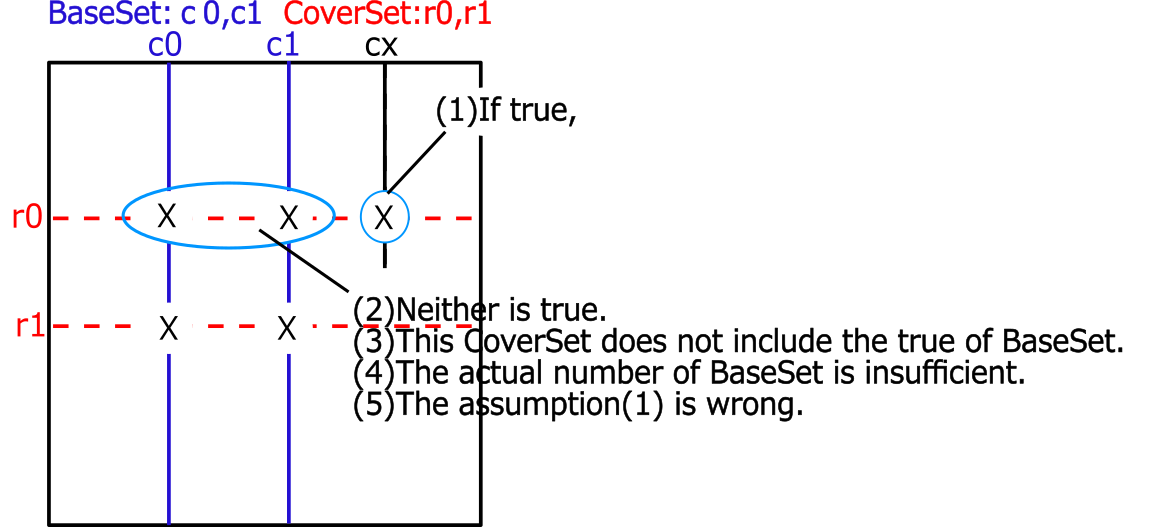 BaseSet: c 0,c1 CoverSet:r0,r1
c0 c1 cx
(1)If true,
r0 X X X
(2)Neither is true.
r1 X X
(3)This CoverSet does not include the true of BaseSet.
(4)The actual number of BaseSet is insufficient.
(5)The assumption(1) is wrong.